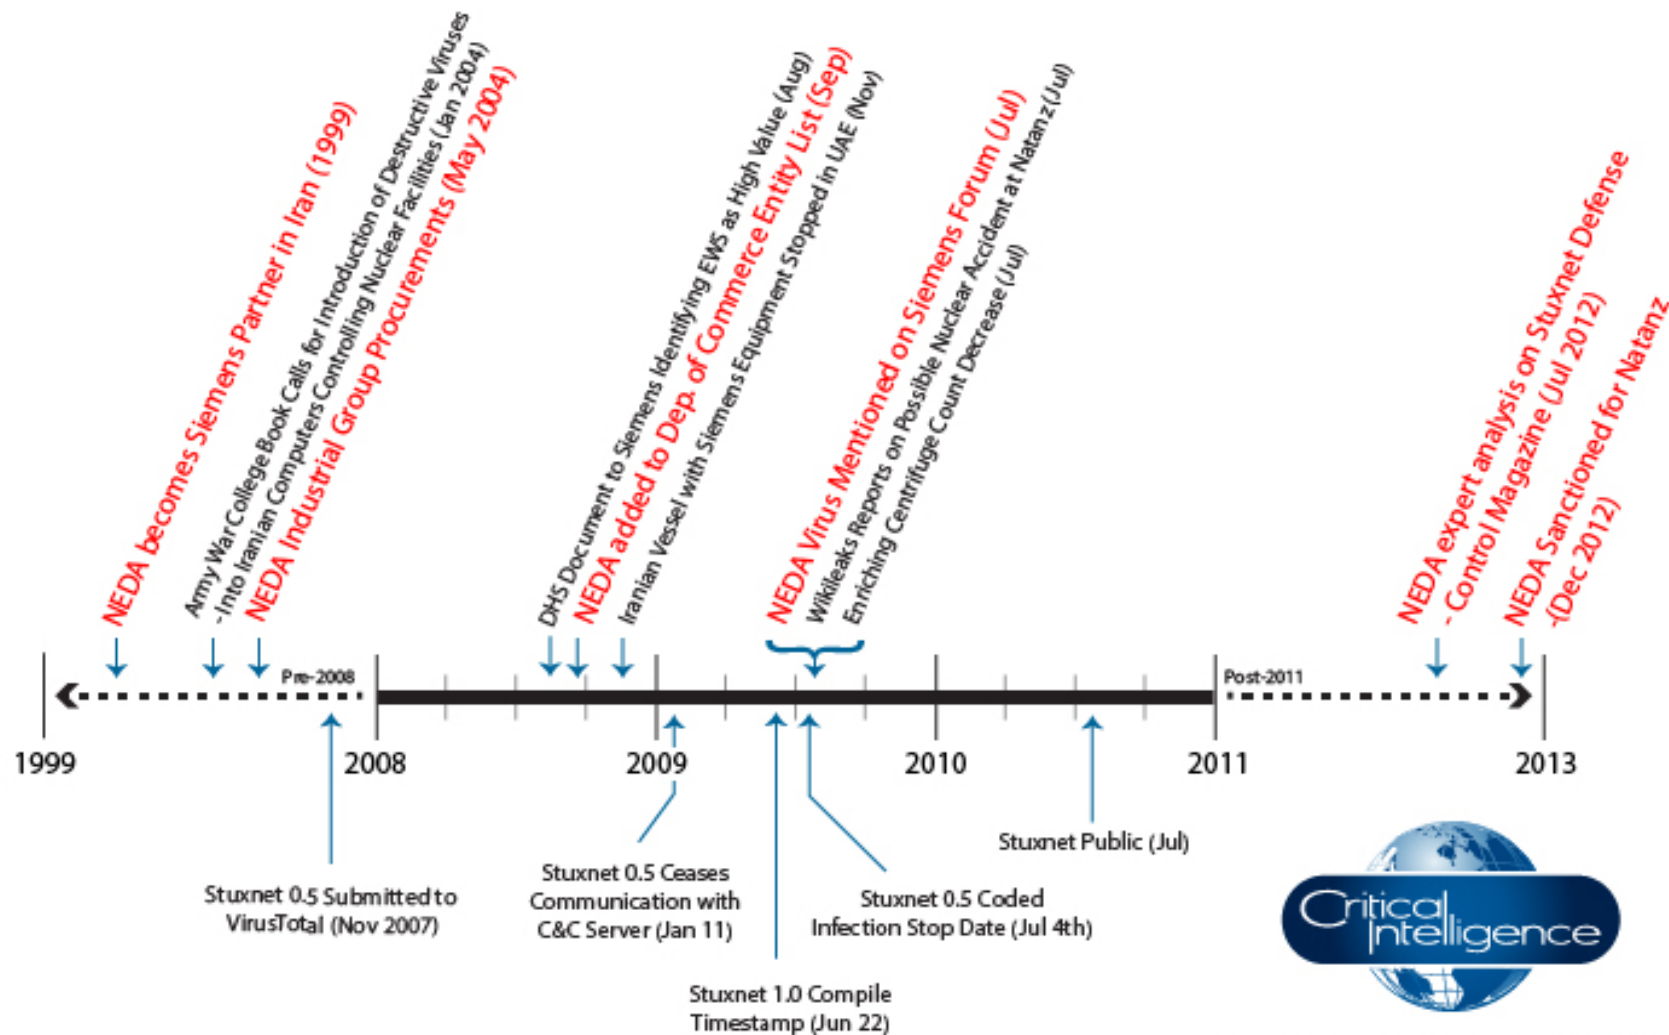 NEDA becomes Siemens Partner in Iran (1999)
Army War College Book Calls for Introduction of Destructive Viruses
- Into Iranian Computers Controlling Nuclear Facilities (Jan 2004)
NEDA Industrial Group Procurements (May 2004)
DHS Document to Siemens Identifying EWS as High Value (Aug)
NEDA added to Dep. of Commerce Entity List (Sep)
Iranian Vessel with Siemens Equipment Stopped in UAE (Nov)
NEDA Virus Mentioned on Siemens Forum (Jul)
Wikileaks Reports on Possible Nuclear Accident at Natanz (Jul)
Enriching Centrifuge Count Decrease (Jul)
NEDA expert analysis on Stuxnet Defense
- Control Magazine (Jul 2012)
NEDA Sanctioned for Natanz
-(Dec 2012)
Pre-2008
Post-2011
1999
2008
2009
2010
2011
2013
Stuxnet 0.5 Submitted to
VirusTotal (Nov 2007)
Stuxnet 0.5 Ceases
Communication with
C&C Server (Jan 11)
Stuxnet 1.0 Compile
Timestamp (Jun 22)
Stuxnet 0.5 Coded
Infection Stop Date (Jul 4th)
Stuxnet Public (Jul)
Critical
Intelligence